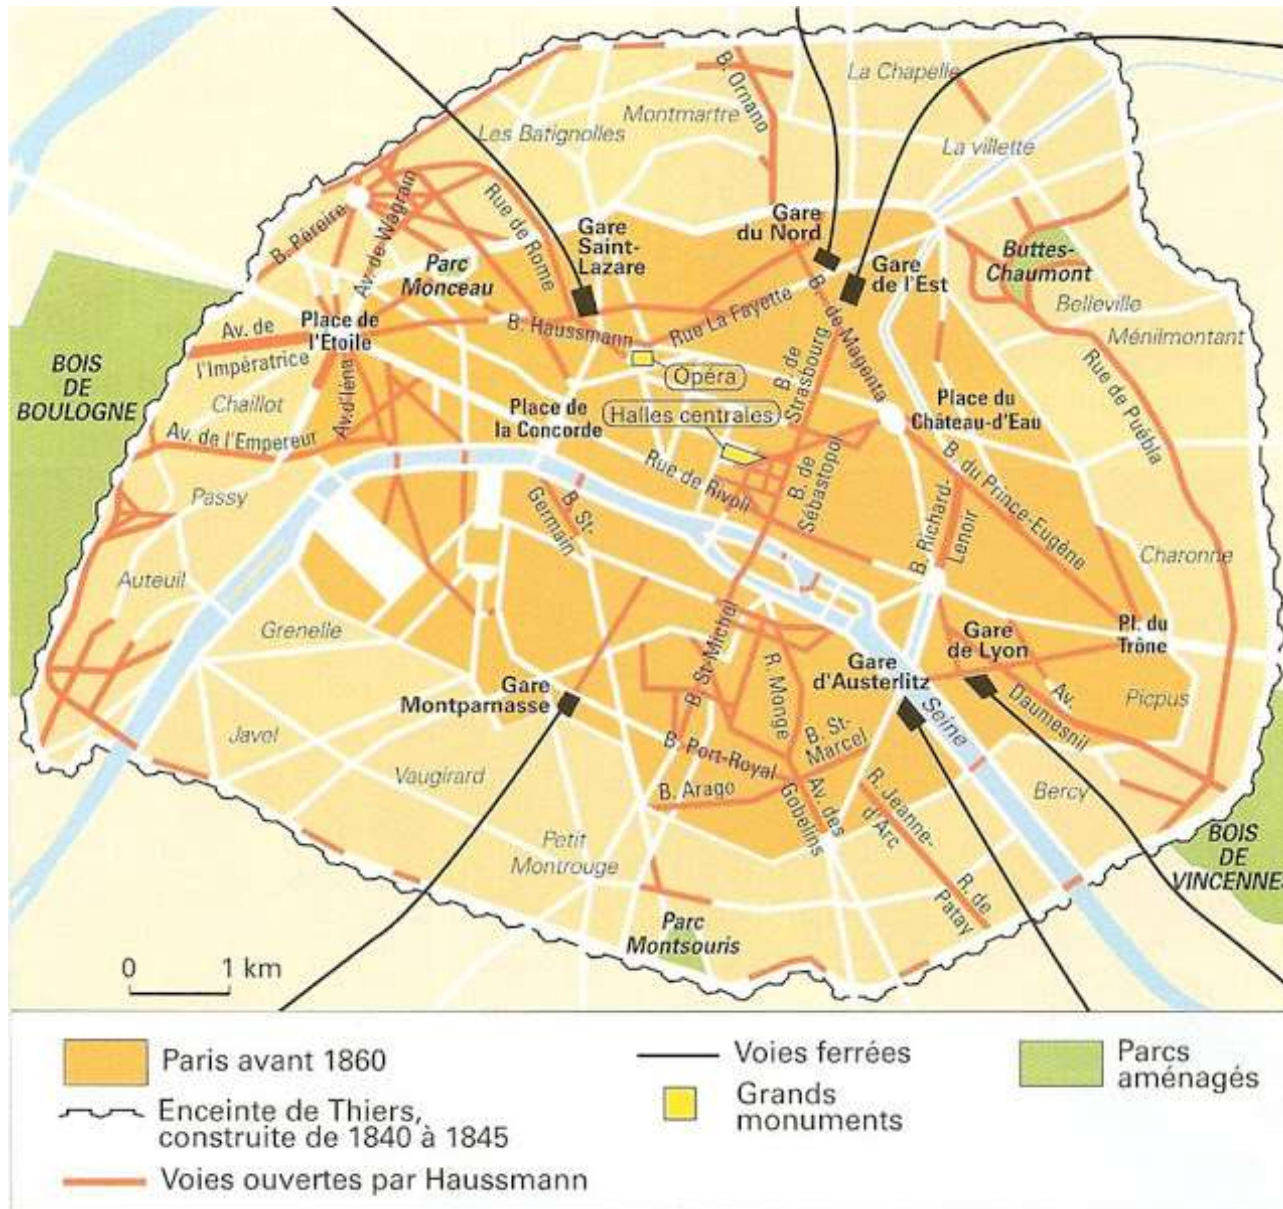 B. Ornano
La Chapelle
Montmartre
Les Batignolles
La villette
B. Péreire
Av. de Wagrain
Rue de Rome
Gare
Saint-
Lazare
Gare
du Nord
Gare
de l'Est
Buttes-
Chaumont
Parc
Monceau
Belleville
Ménilmontant
Av. de
l'Impératrice
Place de
l'Etoile
B. Haussmann
Rue La Fayette
B. de Magenta
B. de
Strasbourg
Opéra
BOIS
DE
BOULOGNE
Chaillot
Av. d'Iéna
Place de
la Concorde
Halles centrales
Place du
Château-d'Eau
Rue de Puébla
Av. de l'Empereur
Rue de Rivoli
B. de
Sébastopol
B. du Prince-Eugène
Passy
B. St-
Germain
B. Richard-
Lenoir
Charonne
Auteuil
Grenelle
B. St-Michel
R. Monge
Gare
d'Austerlitz
Gare
de Lyon
Pl. du
Trône
Gare
Montparnasse
Seine
Av.
Daumesnil
Picpus
Javel
Vaugirard
B. Port-Royal
B. St-
Marcel
B. Arago
Av. des
Gobelins
R. Jeanne-
d'Arc
Bercy
Petit
Montrouge
R. de
Patay
BOIS
DE
VINCENNES
Parc
Montsouris
0 1 km
Paris avant 1860
Enceinte de Thiers,
construite de 1840 à 1845
Voies ouvertes par Haussmann
Voies ferrées
Grands
monuments
Parcs
aménagés